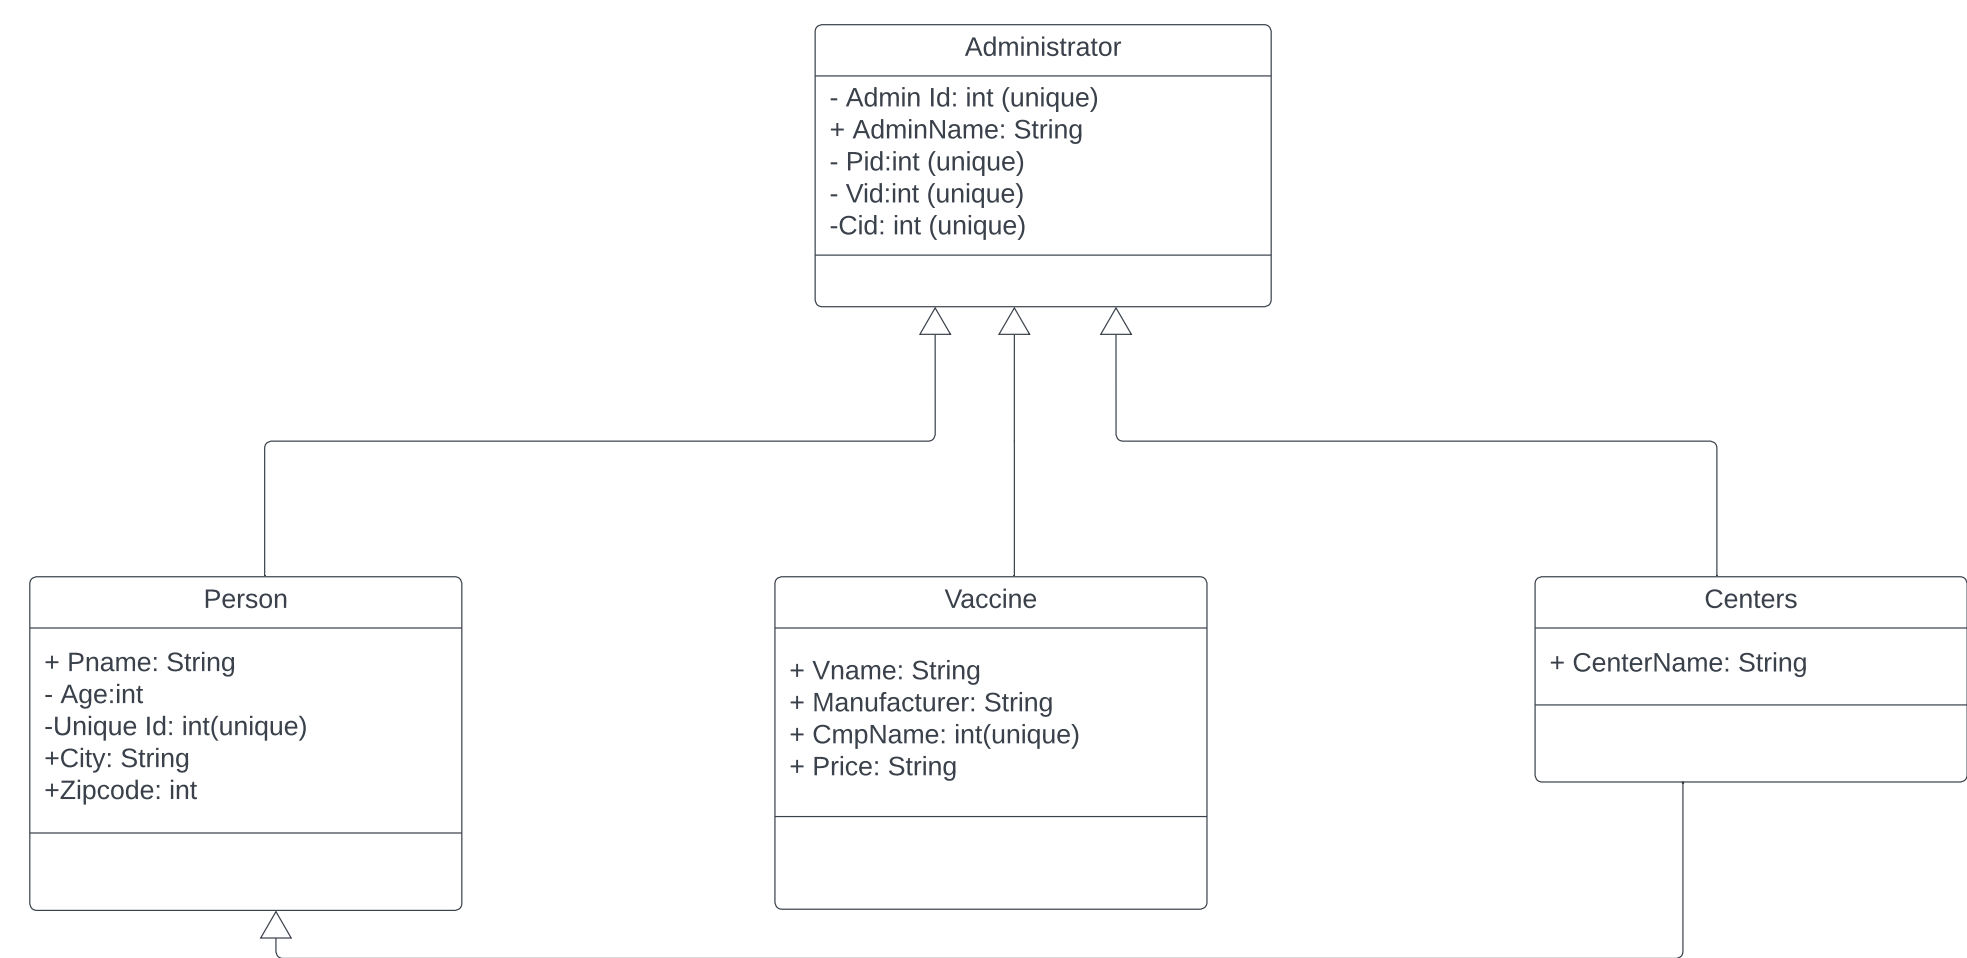 Administrator
- Admin Id: int (unique)
+ AdminName: String
- Pid:int (unique)
- Vid:int (unique)
-Cid: int (unique)
Person
+ Pname: String
- Age:int
-Unique Id: int(unique)
+City: String
+Zipcode: int
Vaccine
+ Vname: String
+ Manufacturer: String
+ CmpName: int(unique)
+ Price: String
Centers
+ CenterName: String